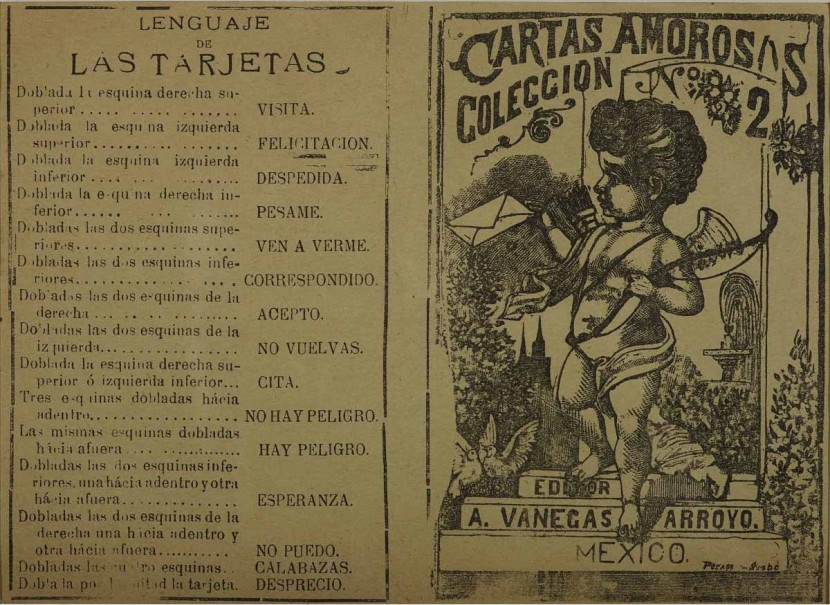 LENGUAJE
DE
LAS TARJETAS
Doblada la esquina derecha su-
perior ..... VISITA.
Doblada la esquina izquierda
superior ..... FELICITACION.
Doblada la esquina izquierda
inferior ..... DESPEDIDA.
Doblada la esquina derecha in-
ferior ..... PESAME.
Dobladas las dos esquinas supe-
riores ..... VEN A VERME.
Dobladas las dos esquinas infe-
riores ..... CORRESPONDIDO.
Dobladas las dos esquinas de la
derecha ..... ACEPTO.
Dobladas las dos esquinas de la
izquierda ..... NO VUELVAS.
Doblada la esquina derecha su-
perior ó izquierda inferior... CITA.
Tres esquinas dobladas hácia
adentro ..... NO HAY PELIGRO.
Las mismas esquinas dobladas
hácia afuera ..... HAY PELIGRO.
Dobladas las dos esquinas infe-
riores, una hácia adentro y otra
hácia afuera ..... ESPERANZA.
Dobladas las dos esquinas de la
derecha una hácia adentro y
otra hácia afuera ..... NO PUEDO.
Dobladas las cuatro esquinas.. CALABAZAS.
Doblada por la mitad la tarjeta. DESPRECIO.
CARTAS AMOROSAS
COLECCION No. 2
EDITOR
A. VANEGAS ARROYO.
MEXICO.